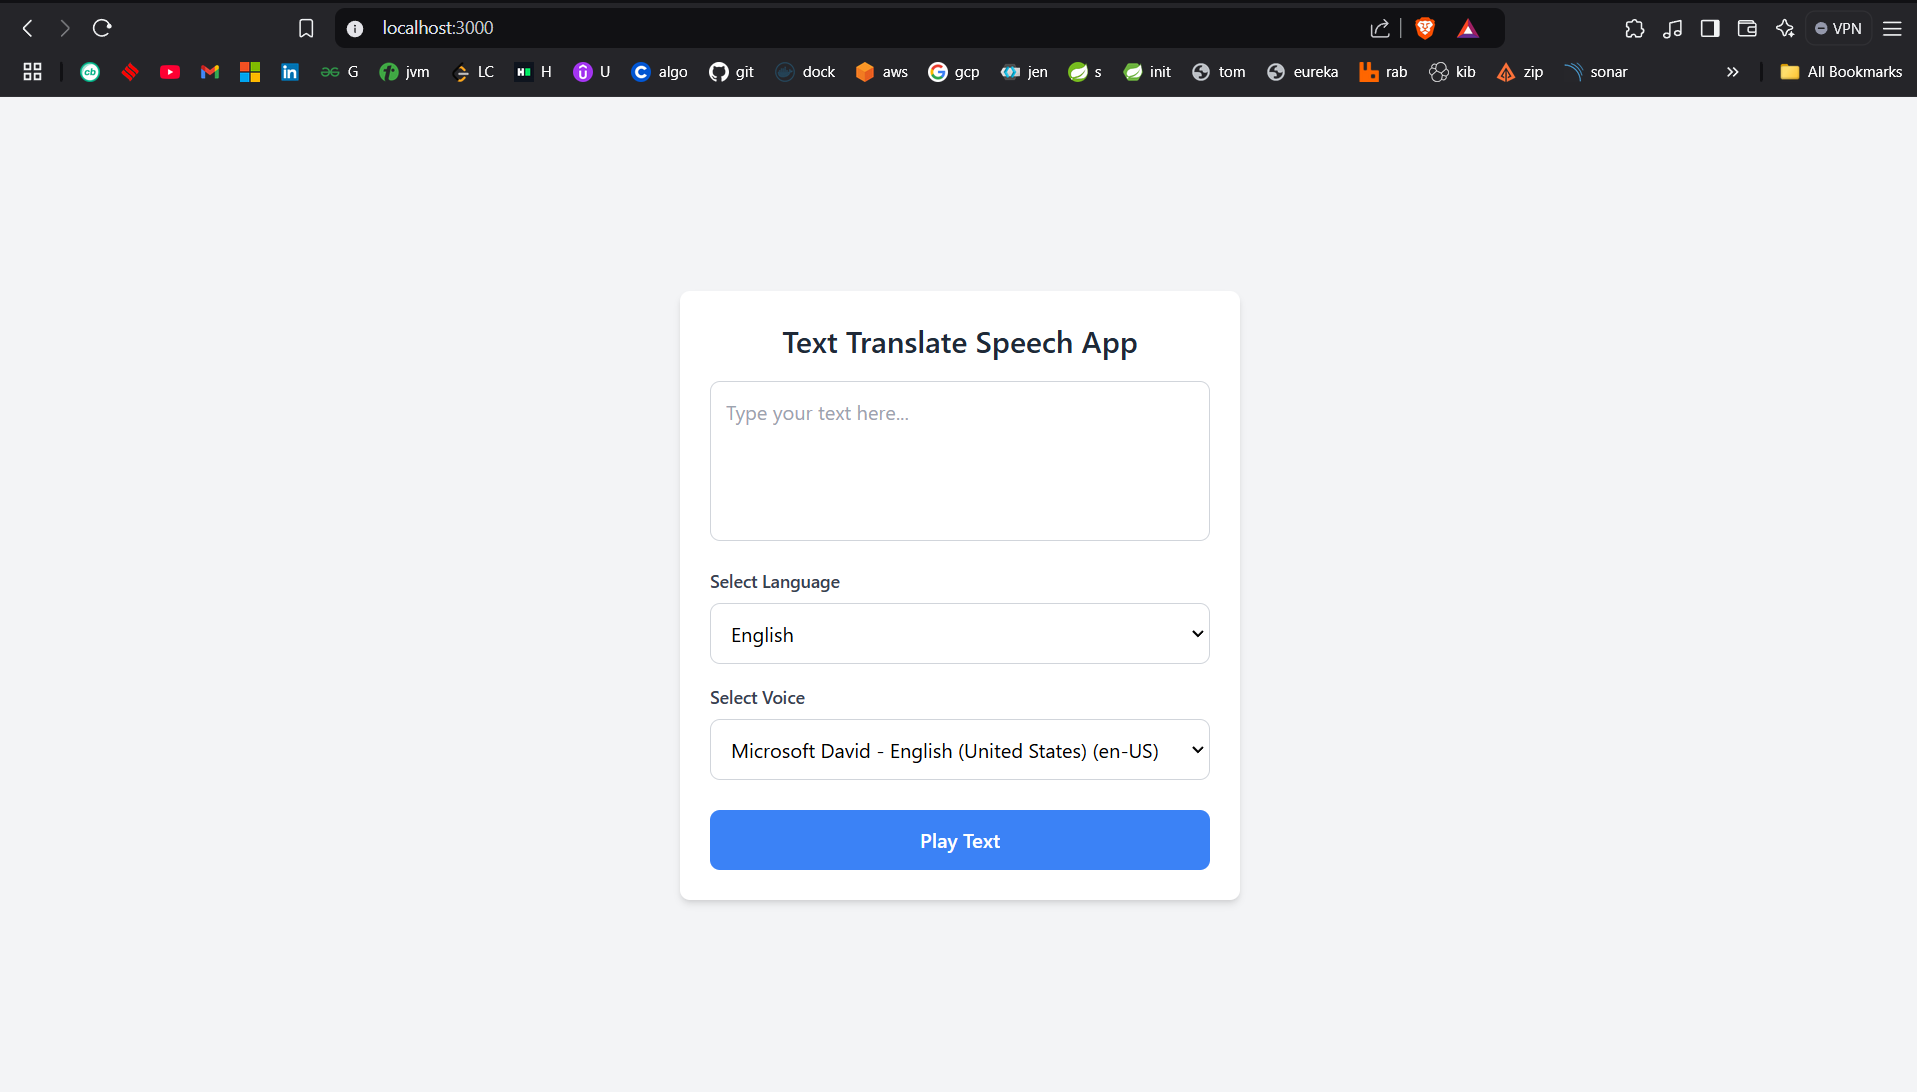 localhost:3000
VPN
cb G jvm LC H U algo git dock aws gcp jen s init tom eureka rab kib zip sonar All Bookmarks
Text Translate Speech App
Type your text here...
Select Language
English
Select Voice
Microsoft David - English (United States) (en-US)
Play Text